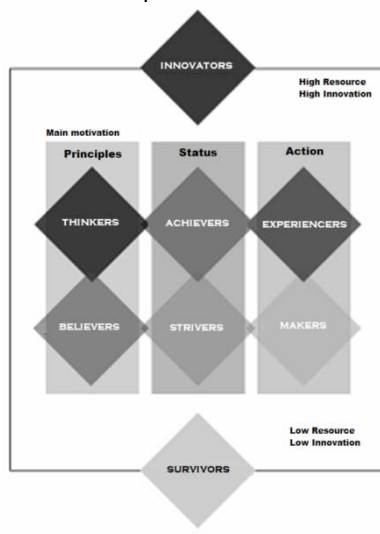 INNOVATORS
High Resource
High Innovation
Main motivation
Principles
Status
Action
THINKERS
ACHIEVERS
EXPERIENCERS
BELIEVERS
STRIVERS
MAKERS
Low Resource
Low Innovation
SURVIVORS